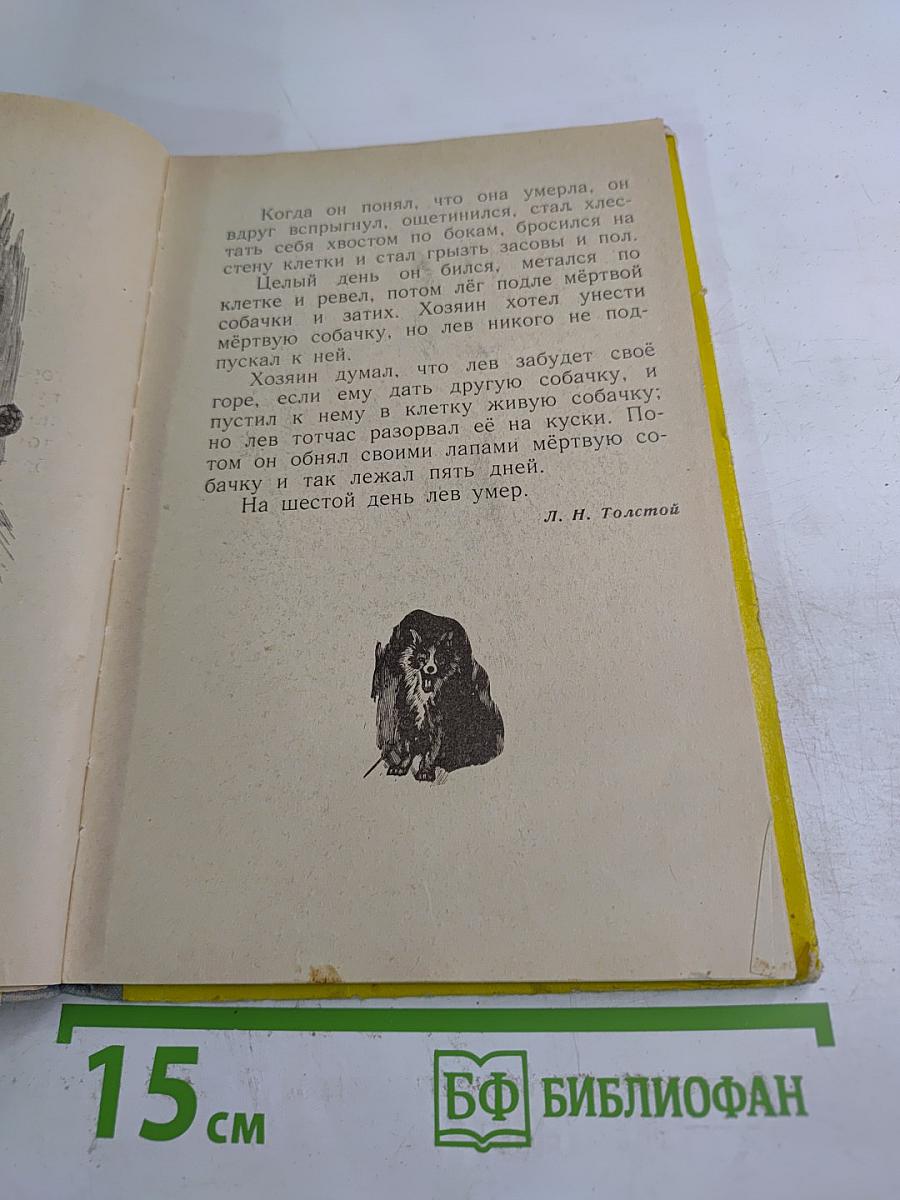 Когда он понял, что она умерла, он
вдруг вспрыгнул, ощетинился, стал хлес-
тать себя хвостом по бокам, бросился на
стену клетки и стал грызть засовы и пол.
Целый день он бился, метался по
клетке и ревел, потом лёг подле мёртвой
собачки и затих. Хозяин хотел унести
мёртвую собачку, но лев никого не под-
пускал к ней.
Хозяин думал, что лев забудет своё
горе, если ему дать другую собачку, и
пустил к нему в клетку живую собачку;
но лев тотчас разорвал её на куски. По-
том он обнял своими лапами мёртвую со-
бачку и так лежал пять дней.
На шестой день лев умер.
Л. Н. Толстой
15 см
БФ БИБЛИОФАН